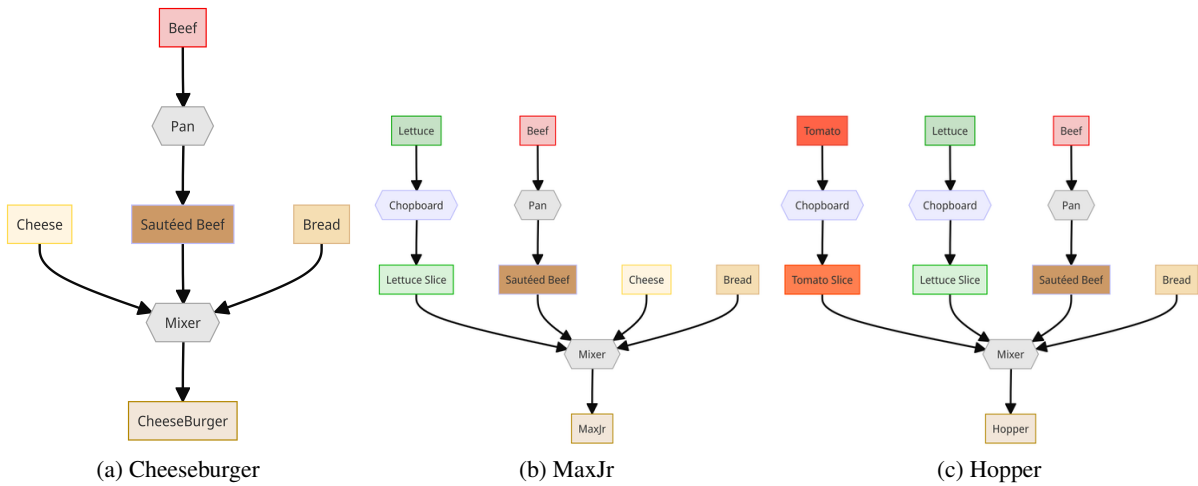 Beef
Pan
Cheese
Sautéed Beef
Bread
Mixer
CheeseBurger
(a) Cheeseburger
Lettuce
Beef
Chopboard
Pan
Lettuce Slice
Sautéed Beef
Cheese
Bread
Mixer
MaxJr
(b) MaxJr
Tomato
Lettuce
Beef
Chopboard
Chopboard
Pan
Tomato Slice
Lettuce Slice
Sautéed Beef
Bread
Mixer
Hopper
(c) Hopper